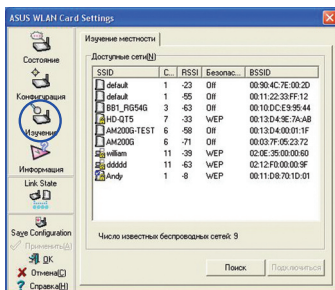 ASUS WLAN Card Settings
Состояние
Конфигурация
Изучение
Информация
Link State
Save Configuration
Применить(A)
OK
Отмена(C)
Справка(H)
Изучение местности
Доступные сети(N)
SSID C... RSSI Безопас... BSSID
default 1 -23 Off 00:90:4C:7E:00:2D
default 1 -55 Off 00:11:22:33:FF:12
BB1_RG54G 3 -63 Off 00:10:DC:E9:95:44
HD-QT5 7 -33 WEP 00:13:D4:9E:7A:AB
AM200G-TEST 6 -58 Off 00:13:D4:00:01:1F
AM200G 6 -71 Off 00:03:7F:05:23:72
william 11 -39 WEP 02:0E:35:00:00:60
ddddd 11 -63 WEP 02:12:F0:00:00:9F
Andy 1 -8 WEP 00:11:D8:70:1D:01
Число известных беспроводных сетей: 9
Поиск
Подключиться